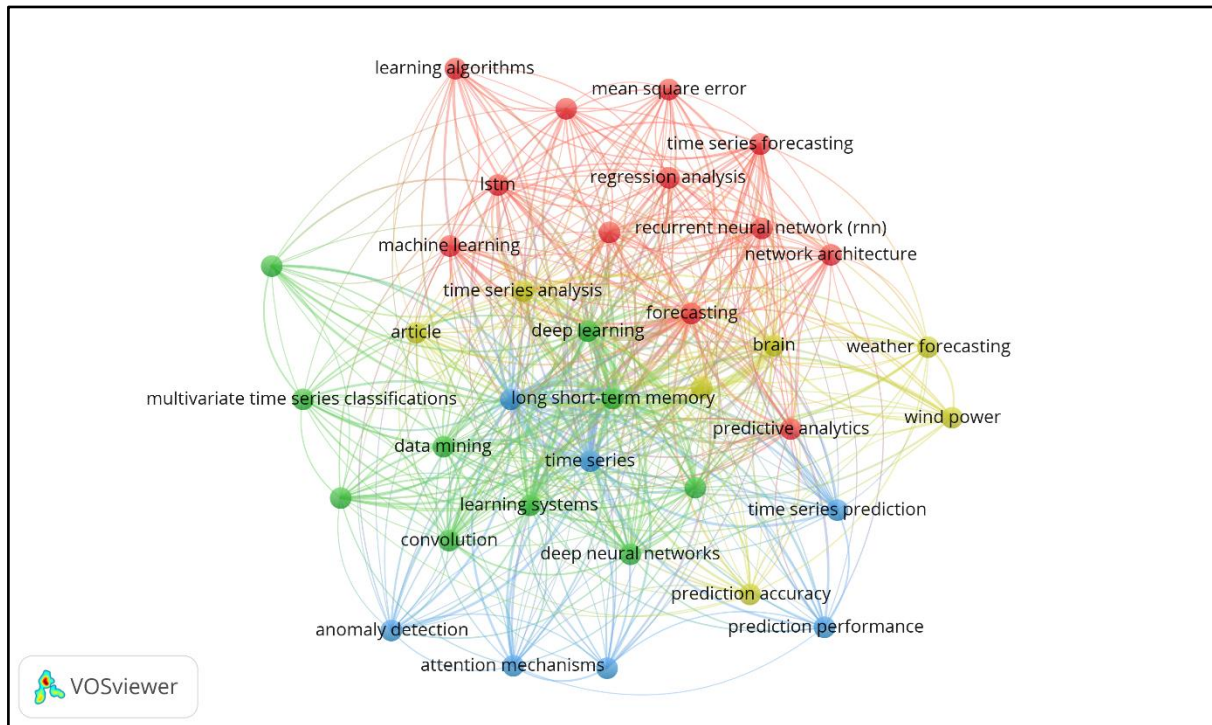 learning algorithms
mean square error
time series forecasting
regression analysis
lstm
recurrent neural network (rnn)
machine learning
network architecture
time series analysis
forecasting
article
deep learning
brain
weather forecasting
multivariate time series classifications
long short-term memory
wind power
predictive analytics
data mining
time series
learning systems
time series prediction
convolution
deep neural networks
prediction accuracy
anomaly detection
prediction performance
attention mechanisms
VOSviewer